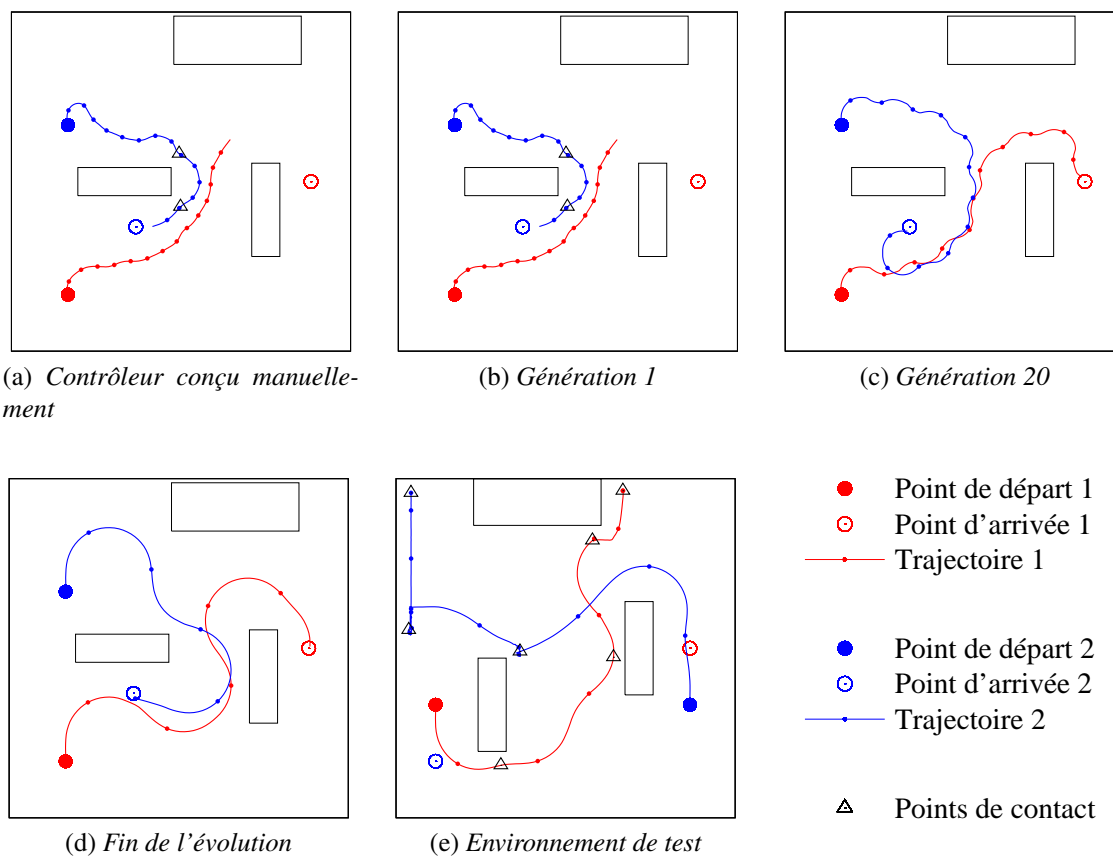 (a) Contrôleur conçu manuelle-
ment
(b) Génération 1
(c) Génération 20
(d) Fin de l'évolution
(e) Environnement de test
Point de départ 1
Point d'arrivée 1
Trajectoire 1
Point de départ 2
Point d'arrivée 2
Trajectoire 2
Points de contact